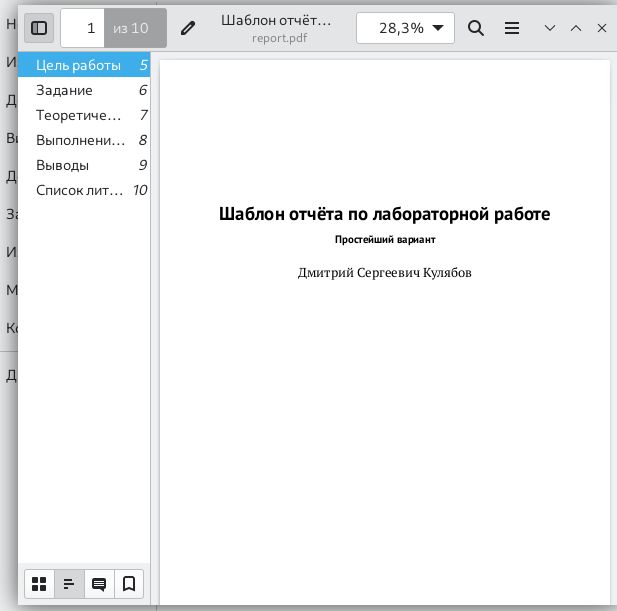 1 из 10
Шаблон отчёт…
report.pdf
28,3%
Цель работы 5
Задание 6
Теоретиче… 7
Выполнени… 8
Выводы 9
Список лит… 10
Шаблон отчёта по лабораторной работе
Простейший вариант
Дмитрий Сергеевич Кулябов